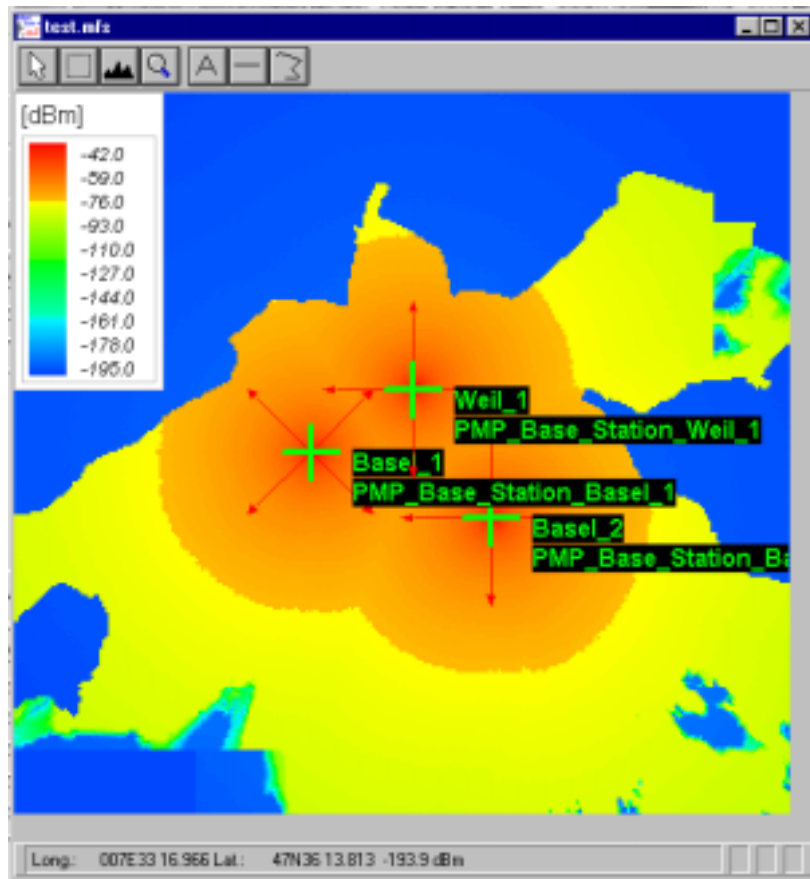 test.mfs
A
[dBm]
-42.0
-59.0
-76.0
-93.0
-110.0
-127.0
-144.0
-161.0
-178.0
-195.0
Weil_1
PMP_Base_Station_Weil_1
Basel_1
PMP_Base_Station_Basel_1
Basel_2
PMP_Base_Station_Ba
Long.: 007E33 16.966 Lat.: 47N36 13.813 -193.9 dBm